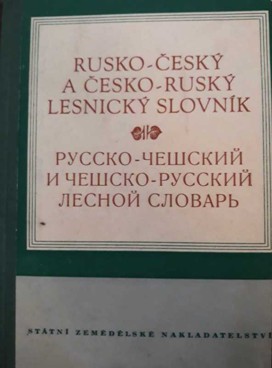 RUSKO-ČESKÝ
A ČESKO-RUSKÝ
LESNICKÝ SLOVNÍK
РУССКО-ЧЕШСКИЙ
И ЧЕШСКО-РУССКИЙ
ЛЕСНОЙ СЛОВАРЬ
STÁTNÍ ZEMĚDĚLSKÉ NAKLADATELSTVÍ